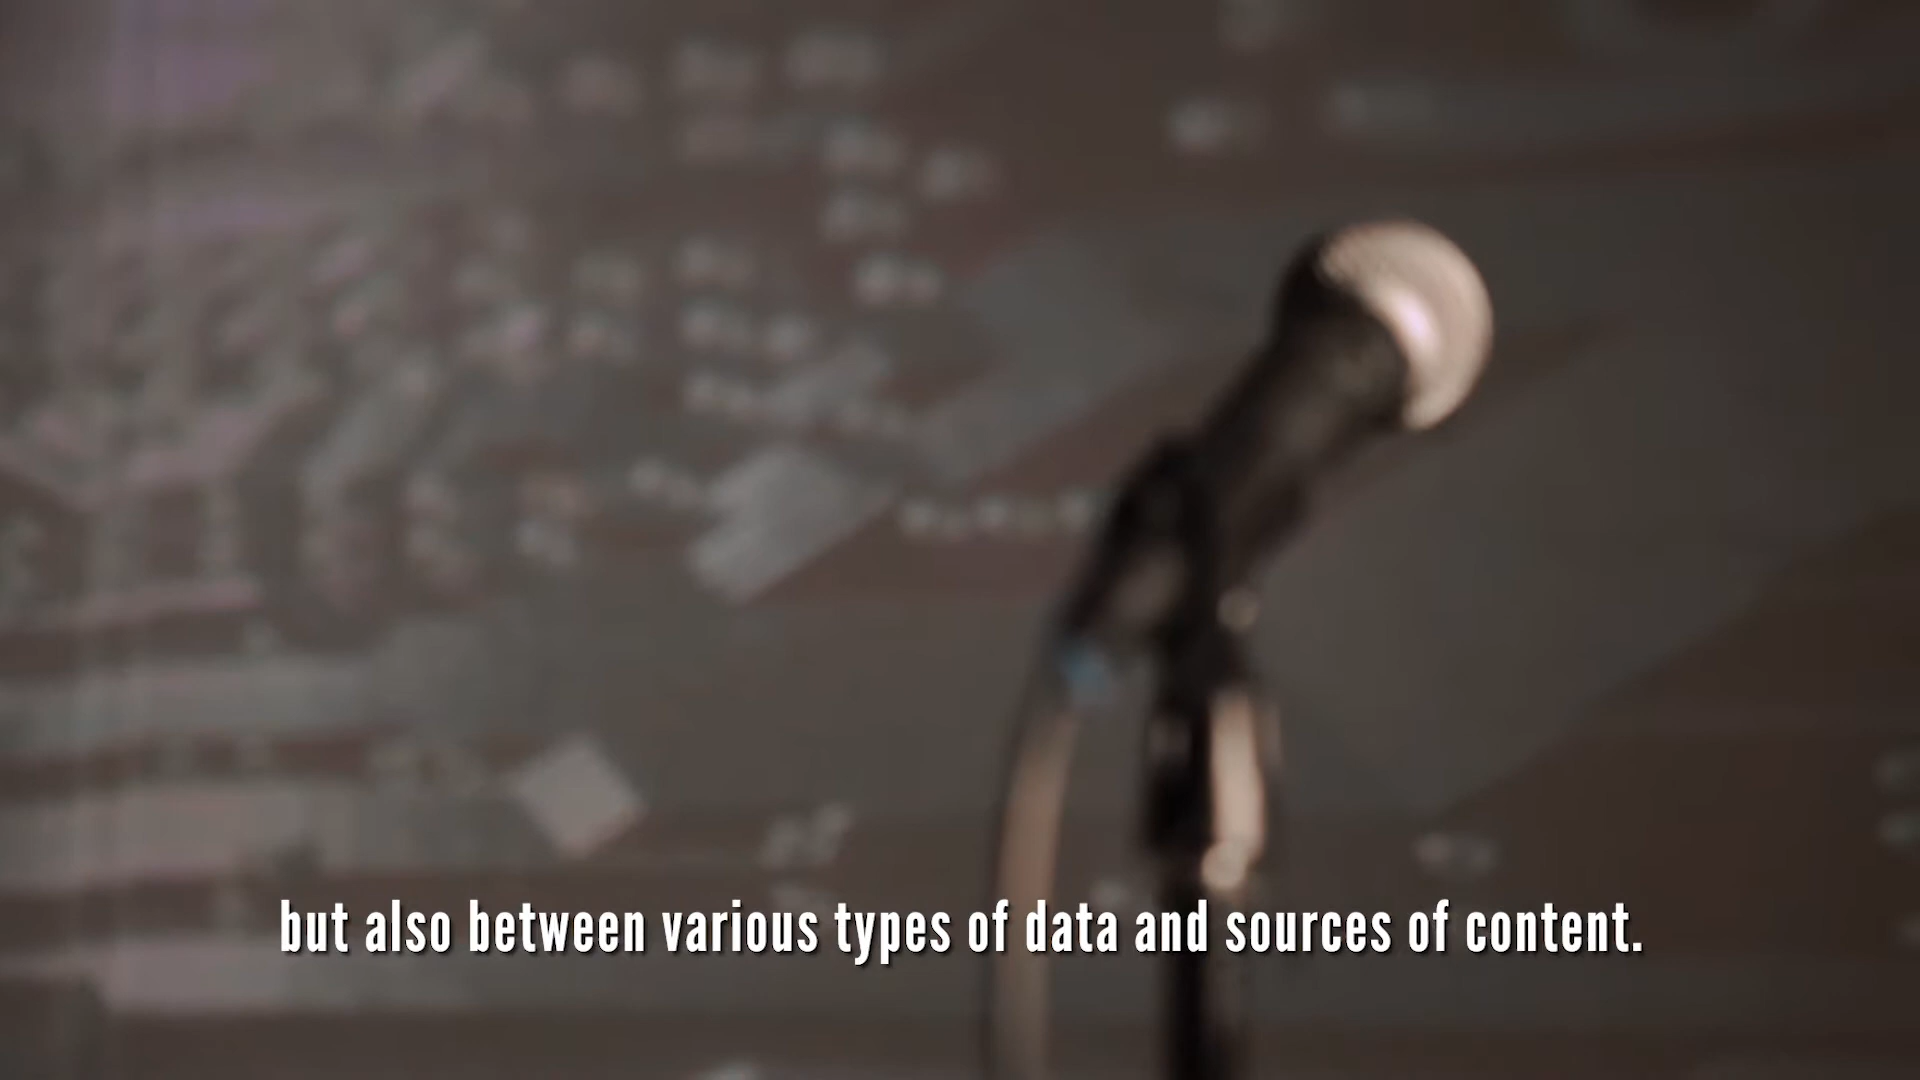 but also between various types of data and sources of content.